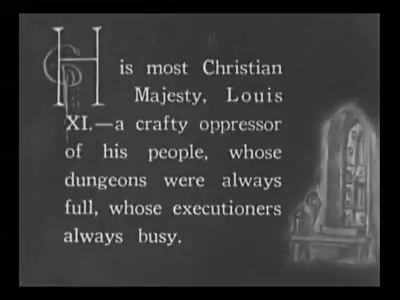 His most Christian
Majesty, Louis
XI.—a crafty oppressor
of his people, whose
dungeons were always
full, whose executioners
always busy.